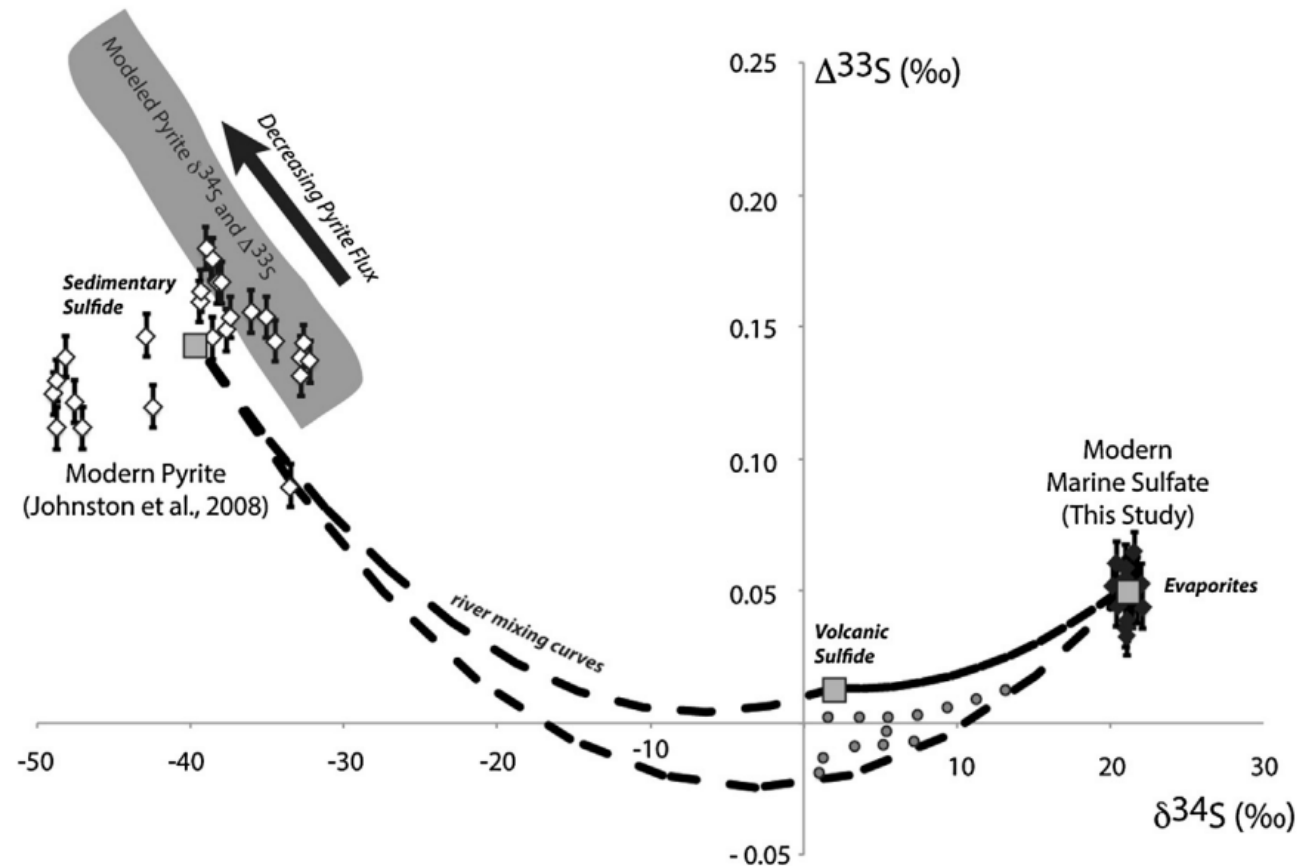 0.25
Δ33S (‰)
Modeled Pyrite δ34S and Δ33S
Decreasing Pyrite Flux
0.20
Sedimentary
Sulfide
0.15
Modern Pyrite
(Johnston et al., 2008)
0.10
Modern
Marine Sulfate
(This Study)
river mixing curves
0.05
Evaporites
Volcanic
Sulfide
-50
-40
-30
-20
-10
10
20
30
δ34S (‰)
- 0.05